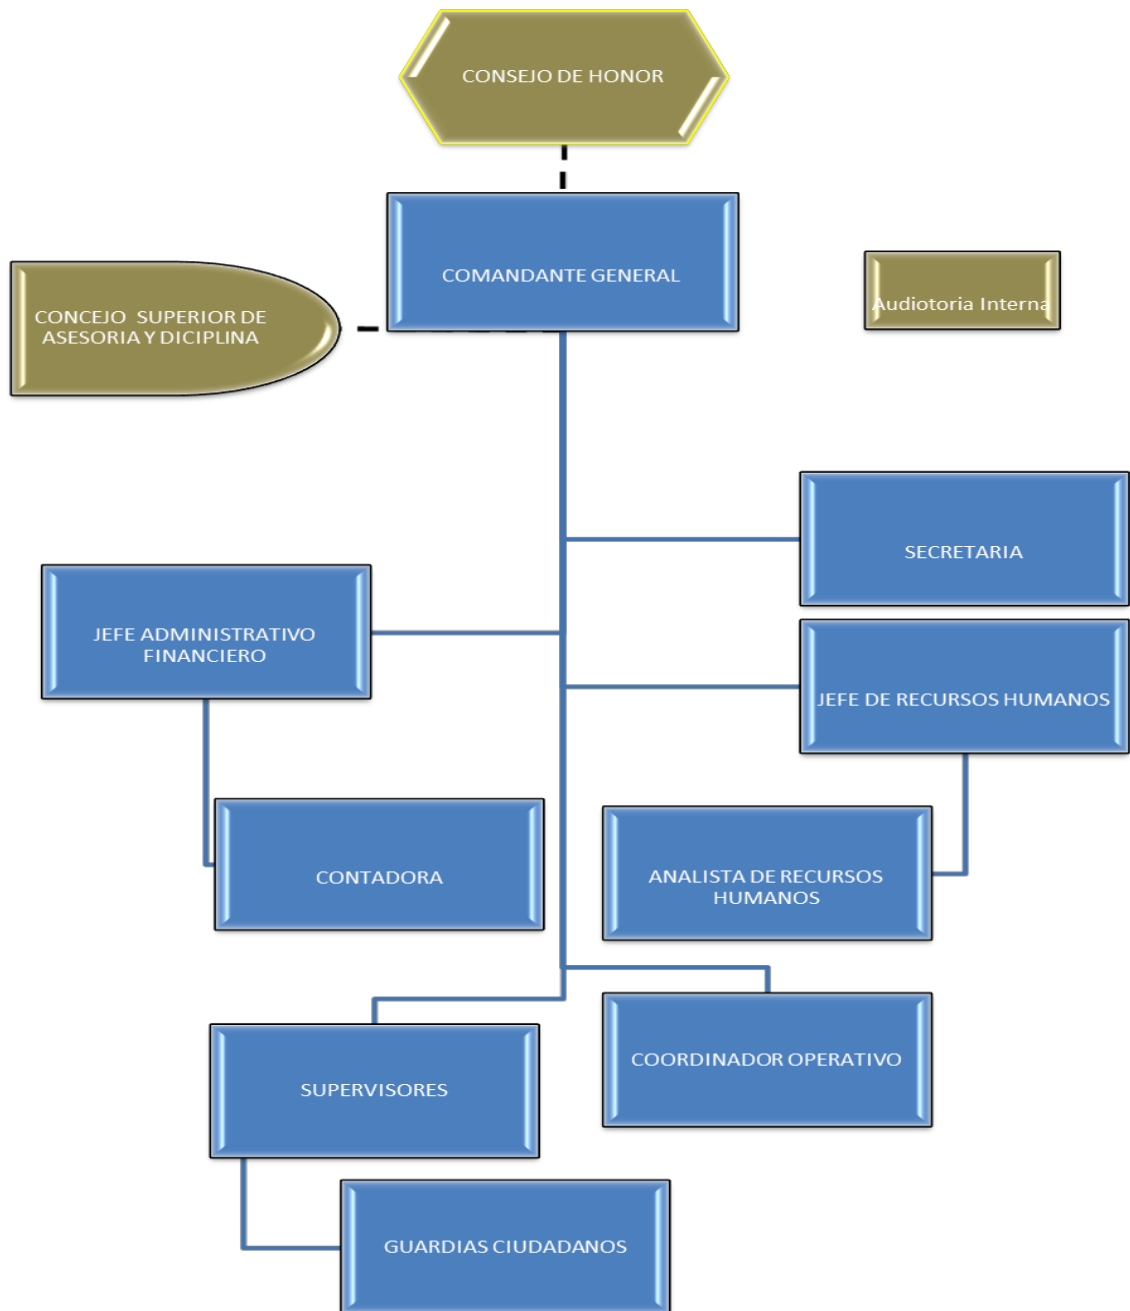 CONSEJO DE HONOR
COMANDANTE GENERAL
Audiotoria Interna
CONCEJO SUPERIOR DE
ASESORIA Y DICIPLINA
SECRETARIA
JEFE ADMINISTRATIVO
FINANCIERO
JEFE DE RECURSOS HUMANOS
CONTADORA
ANALISTA DE RECURSOS
HUMANOS
COORDINADOR OPERATIVO
SUPERVISORES
GUARDIAS CIUDADANOS